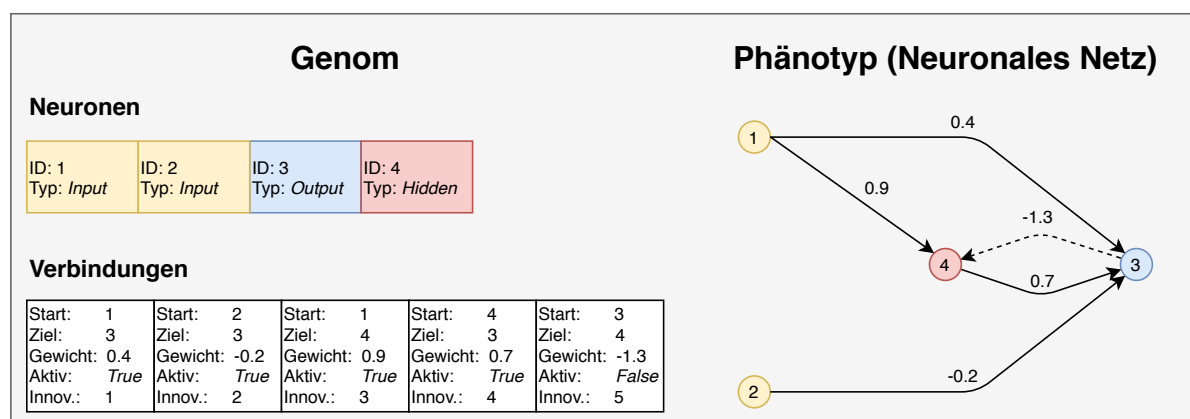 Genom
Neuronen
ID: 1
Typ: Input
ID: 2
Typ: Input
ID: 3
Typ: Output
ID: 4
Typ: Hidden
Verbindungen
Start: 1
Ziel: 3
Gewicht: 0.4
Aktiv: True
Innov.: 1
Start: 2
Ziel: 3
Gewicht: -0.2
Aktiv: True
Innov.: 2
Start: 1
Ziel: 4
Gewicht: 0.9
Aktiv: True
Innov.: 3
Start: 4
Ziel: 3
Gewicht: 0.7
Aktiv: True
Innov.: 4
Start: 3
Ziel: 4
Gewicht: -1.3
Aktiv: False
Innov.: 5
Phänotyp (Neuronales Netz)
0.4
1
0.9
-1.3
4
3
0.7
-0.2
2